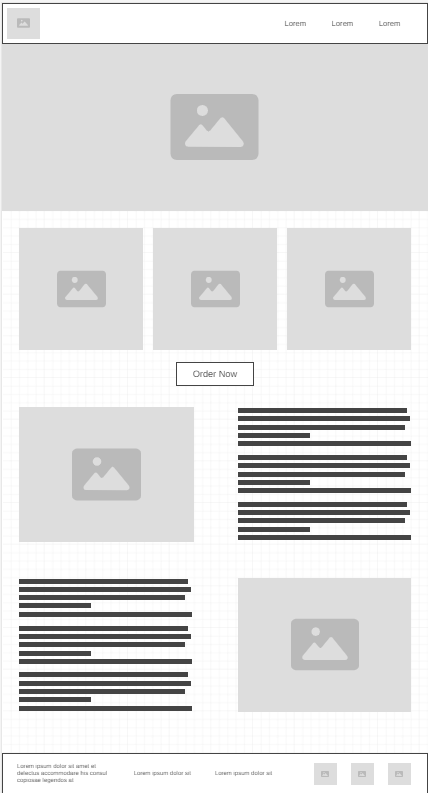 Lorem Lorem Lorem
Order Now
Lorem ipsum dolor sit amei ei
delectus accommodare his consul
copiosae legendos at
Lorem ipsum dolor sit
Lorem ipsum dolor sit